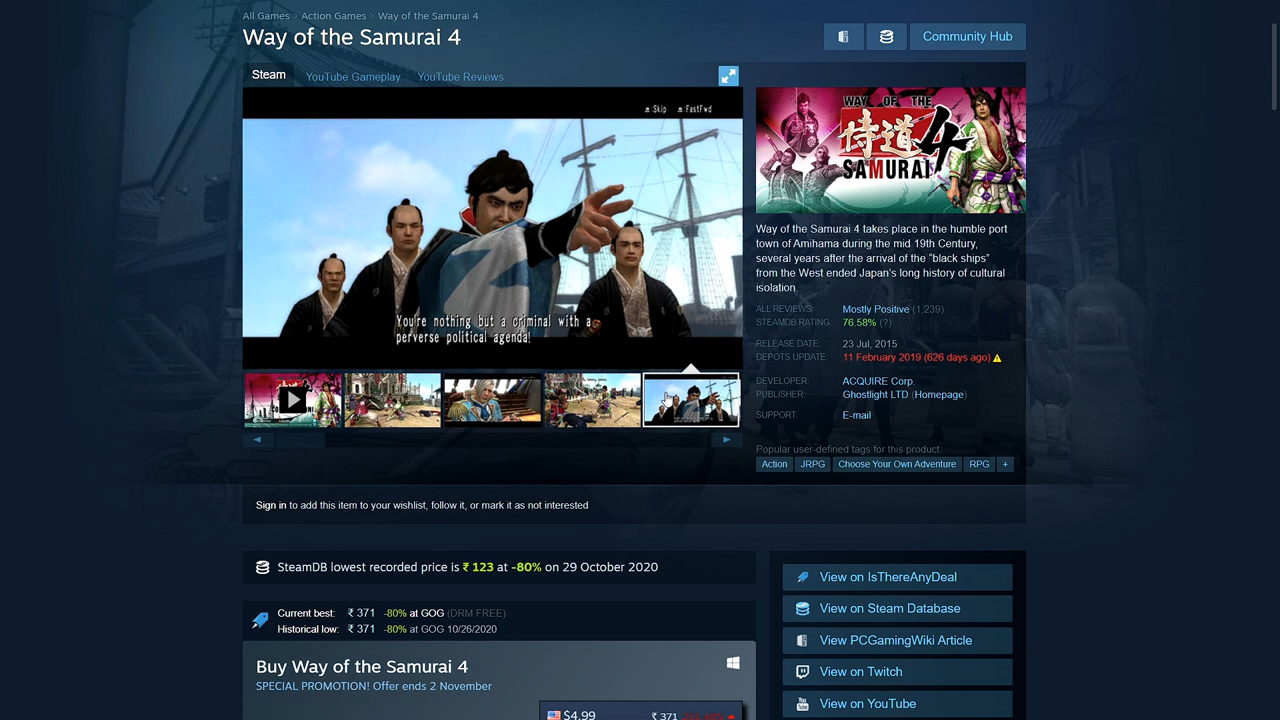 All Games > Action Games > Way of the Samurai 4
Way of the Samurai 4
Community Hub
Steam
YouTube Gameplay
YouTube Reviews
:Skip :FastFwd
You're nothing but a criminal with a
perverse political agenda!
WAY OF THE
侍道4
SAMURAI
Way of the Samurai 4 takes place in the humble port
town of Amihama during the mid 19th Century,
several years after the arrival of the “black ships”
from the West ended Japan's long history of cultural
isolation
ALL REVIEWS: Mostly Positive (1,239)
STEAMDB RATING: 76.58% (?)
RELEASE DATE: 23 Jul, 2015
DEPOTS UPDATE: 11 February 2019 (626 days ago)
DEVELOPER: ACQUIRE Corp.
PUBLISHER: Ghostlight LTD (Homepage)
SUPPORT: E-mail
Popular user-defined tags for this product:
Action JRPG Choose Your Own Adventure RPG +
Sign in to add this item to your wishlist, follow it, or mark it as not interested
SteamDB lowest recorded price is ₹ 123 at -80% on 29 October 2020
Current best: ₹ 371 -80% at GOG (DRM FREE)
Historical low: ₹ 371 -80% at GOG 10/26/2020
Buy Way of the Samurai 4
SPECIAL PROMOTION! Offer ends 2 November
$4.99 ₹ 371
View on IsThereAnyDeal
View on Steam Database
View PCGamingWiki Article
View on Twitch
View on YouTube